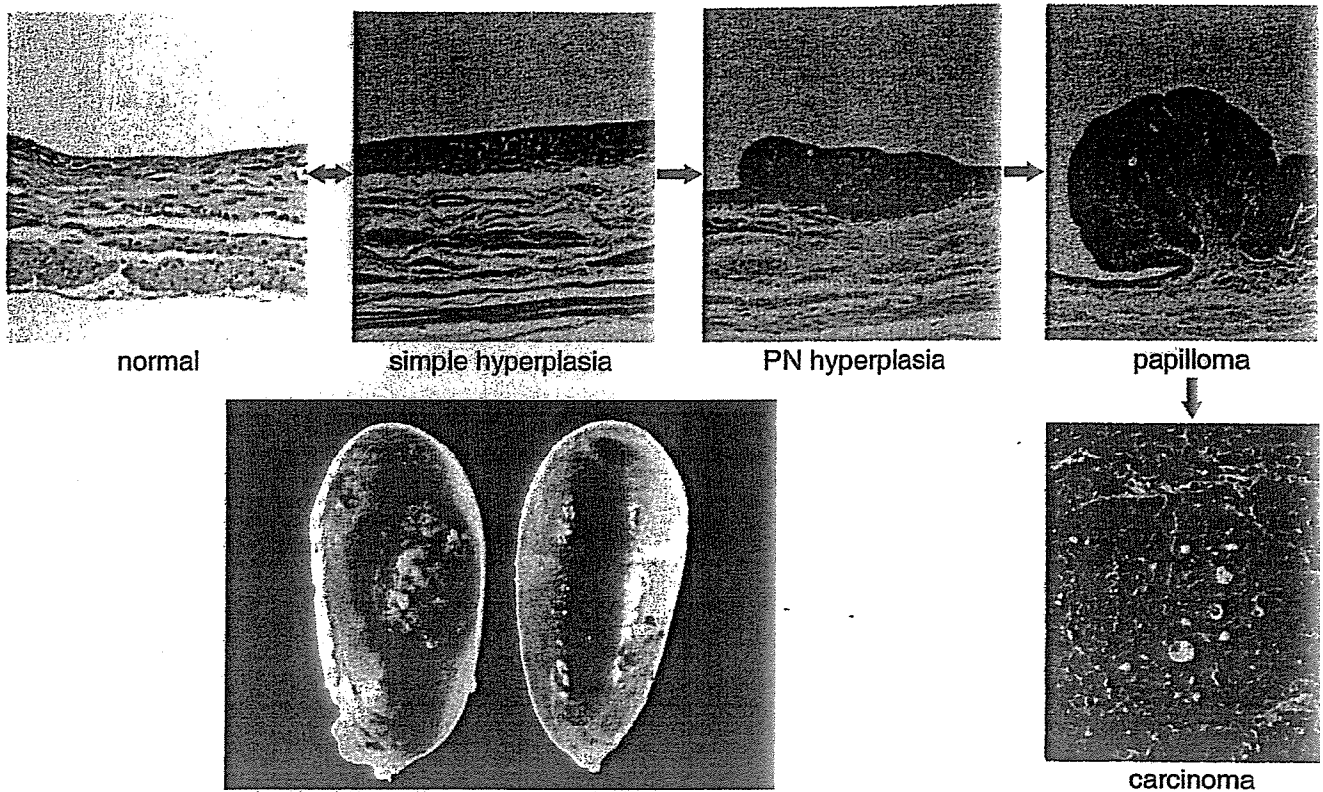 normal
simple hyperplasia
PN hyperplasia
papilloma
carcinoma